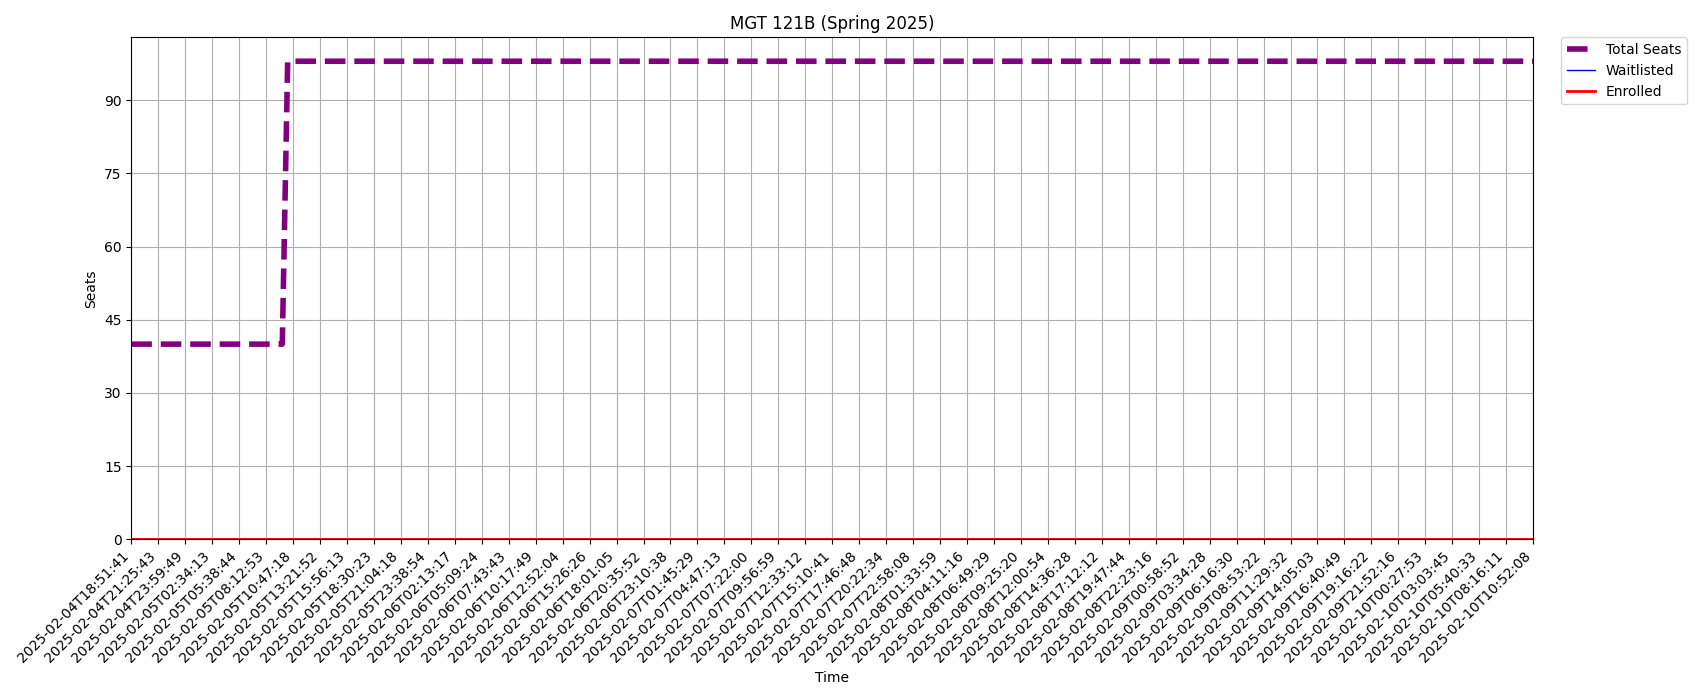 MGT 121B (Spring 2025)
Total Seats
Waitlisted
Enrolled
Seats
90
75
60
45
30
15
0
2025-02-04T18:51:41
2025-02-04T21:25:43
2025-02-04T23:59:49
2025-02-05T02:34:13
2025-02-05T05:38:44
2025-02-05T08:12:53
2025-02-05T10:47:18
2025-02-05T13:21:52
2025-02-05T15:56:13
2025-02-05T18:30:23
2025-02-05T21:04:18
2025-02-05T23:38:54
2025-02-06T02:13:17
2025-02-06T05:09:24
2025-02-06T07:43:43
2025-02-06T10:17:49
2025-02-06T12:52:04
2025-02-06T15:26:26
2025-02-06T18:01:05
2025-02-06T20:35:52
2025-02-06T23:10:38
2025-02-07T01:45:29
2025-02-07T04:47:13
2025-02-07T07:22:00
2025-02-07T09:56:59
2025-02-07T12:33:12
2025-02-07T15:10:41
2025-02-07T17:46:48
2025-02-07T20:22:34
2025-02-07T22:58:08
2025-02-08T01:33:59
2025-02-08T04:11:16
2025-02-08T06:49:29
2025-02-08T09:25:20
2025-02-08T12:00:54
2025-02-08T14:36:28
2025-02-08T17:12:12
2025-02-08T19:47:44
2025-02-08T22:23:16
2025-02-09T00:58:52
2025-02-09T03:34:28
2025-02-09T06:16:30
2025-02-09T08:53:22
2025-02-09T11:29:32
2025-02-09T14:05:03
2025-02-09T16:40:49
2025-02-09T19:16:22
2025-02-09T21:52:16
2025-02-10T00:27:53
2025-02-10T03:03:45
2025-02-10T05:40:33
2025-02-10T08:16:11
2025-02-10T10:52:08
Time